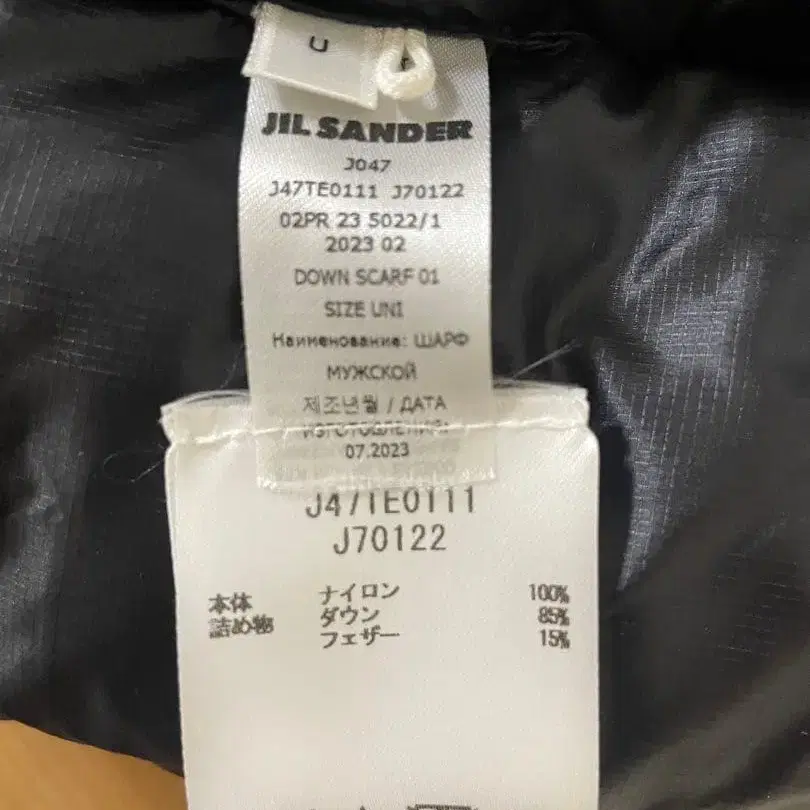 U
JIL SANDER
J047
J47TE0111 J70122
02PR 23 5022/1
2023 02
DOWN SCARF 01
SIZE UNI
Наименование: ШАРФ
МУЖСКОЙ
제조년월 / ДАТА
ИЗГОТОВЛЕНИЯ:
07.2023
J47TE0111
J70122
本体 ナイロン 100%
詰め物 ダウン 85%
フェザー 15%